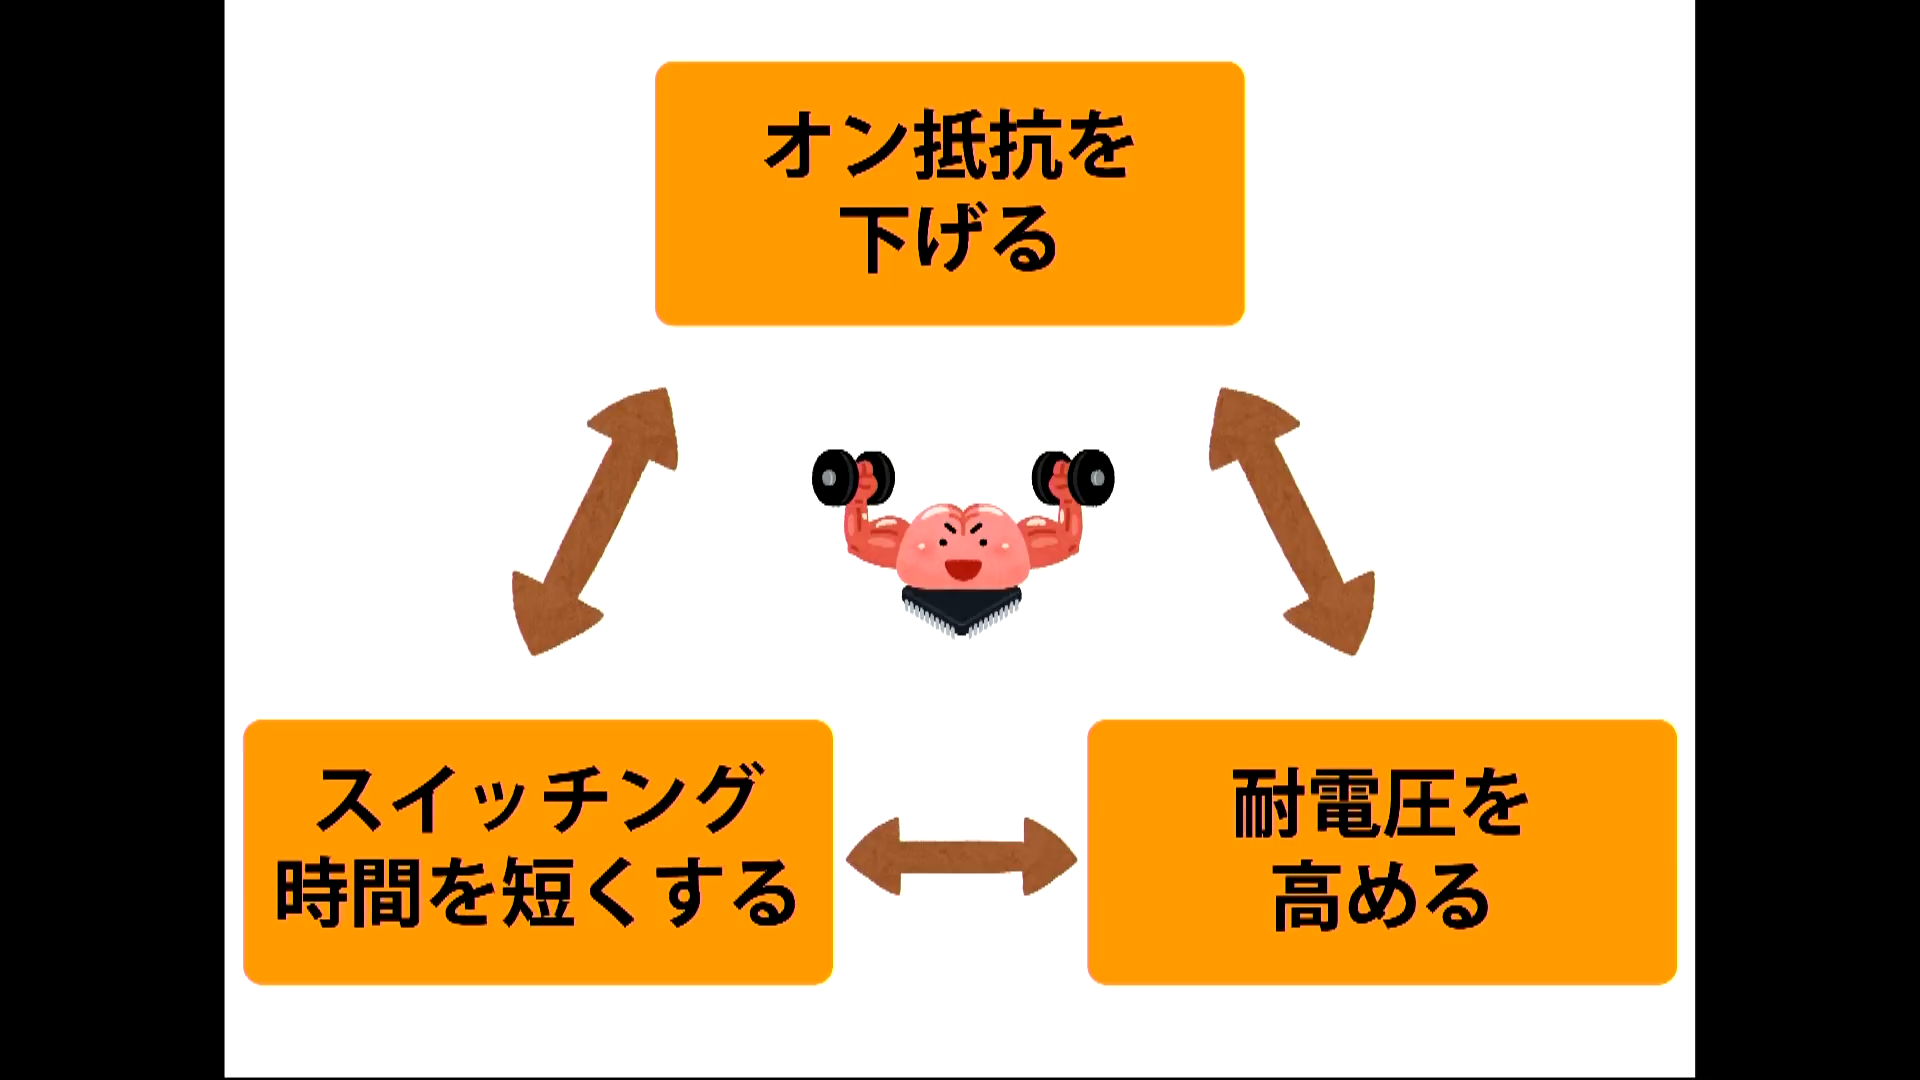 オン抵抗を
下げる
スイッチング
時間を短くする
耐電圧を
高める